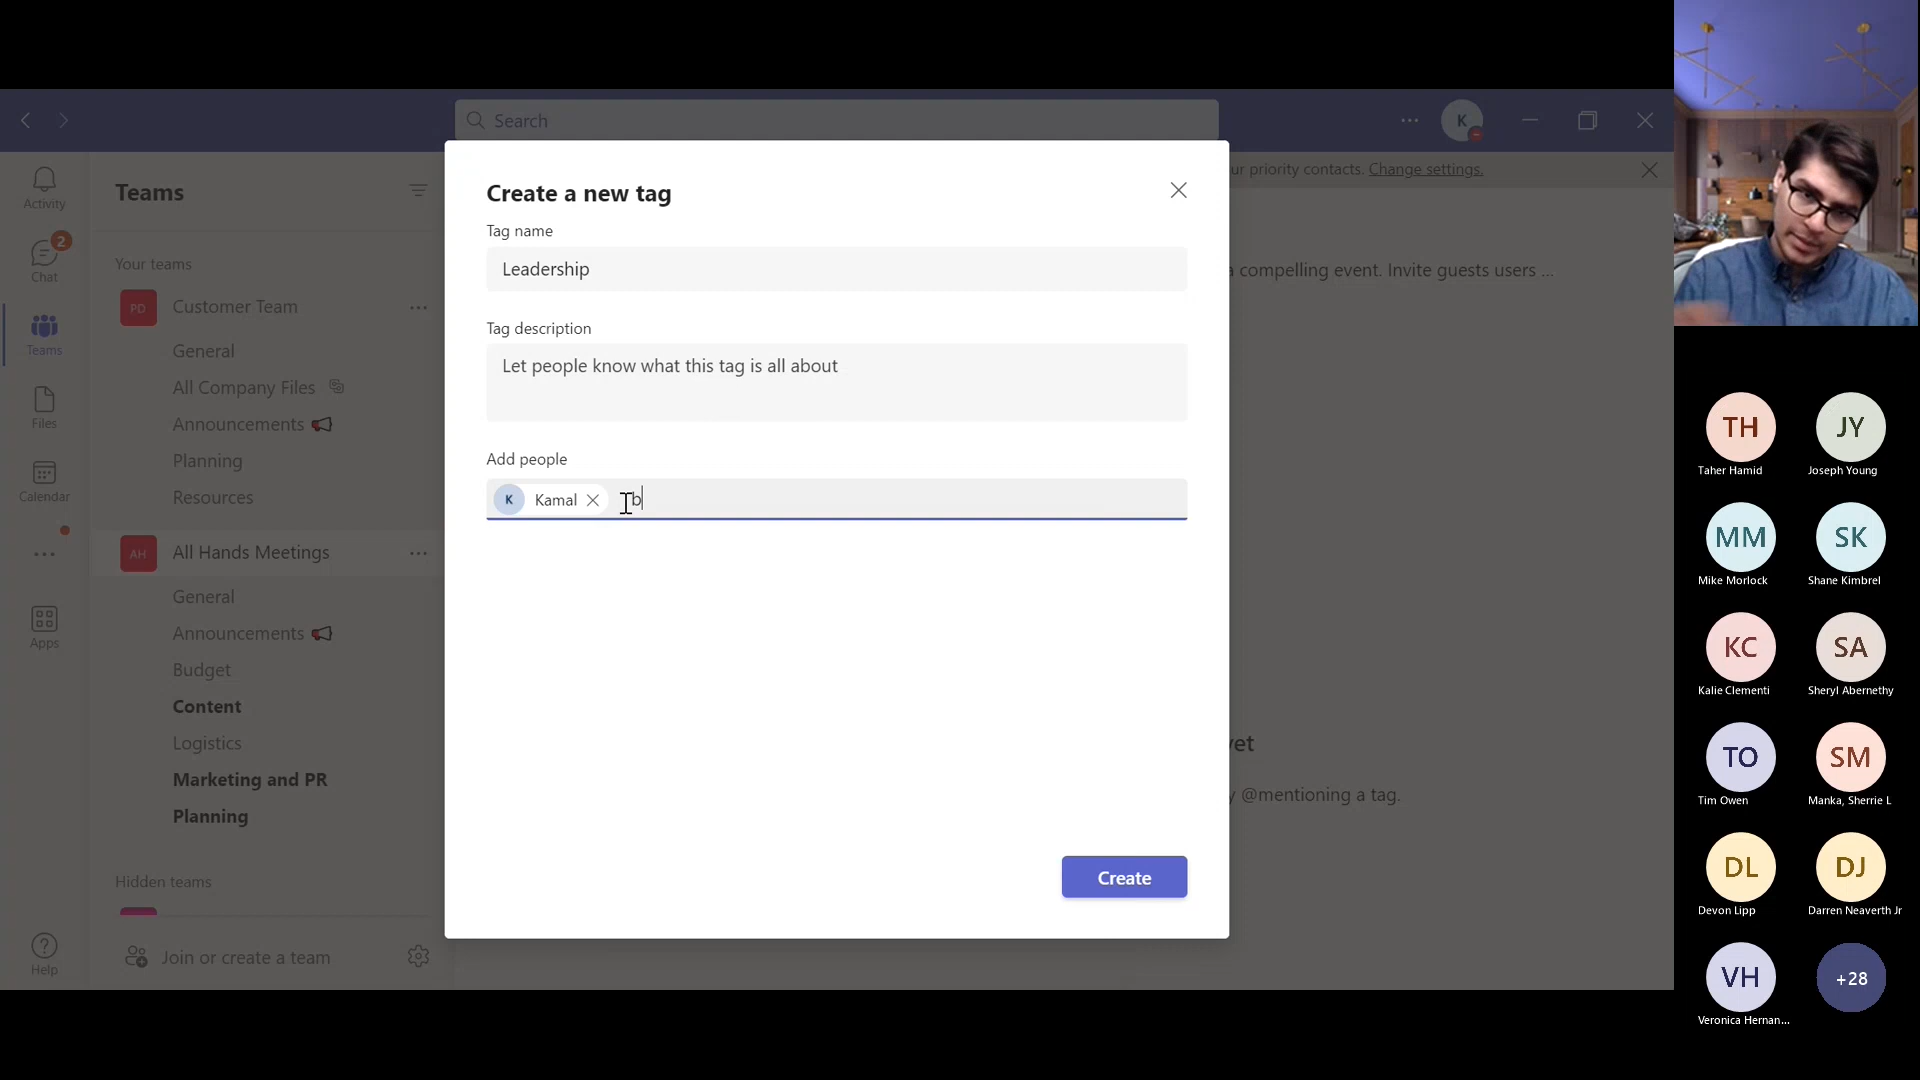 Search
K
Activity
2
Chat
Teams
Files
Calendar
Apps
Help
Teams
Your teams
PD
Customer Team
General
All Company Files
Announcements
Planning
Resources
AH
All Hands Meetings
General
Announcements
Budget
Content
Logistics
Marketing and PR
Planning
Hidden teams
Join or create a team
Create a new tag
Tag name
Leadership
Tag description
Let people know what this tag is all about
Add people
K Kamal b
Create
ur priority contacts. Change settings.
compelling event. Invite guests users ...
@mentioning a tag.
TH
Taher Hamid
JY
Joseph Young
MM
Mike Morlock
SK
Shane Kimbrel
KC
Kalie Clementi
SA
Sheryl Abernethy
TO
Tim Owen
SM
Manka, Sherrie L
DL
Devon Lipp
DJ
Darren Neaverth Jr
VH
Veronica Hernan...
+28